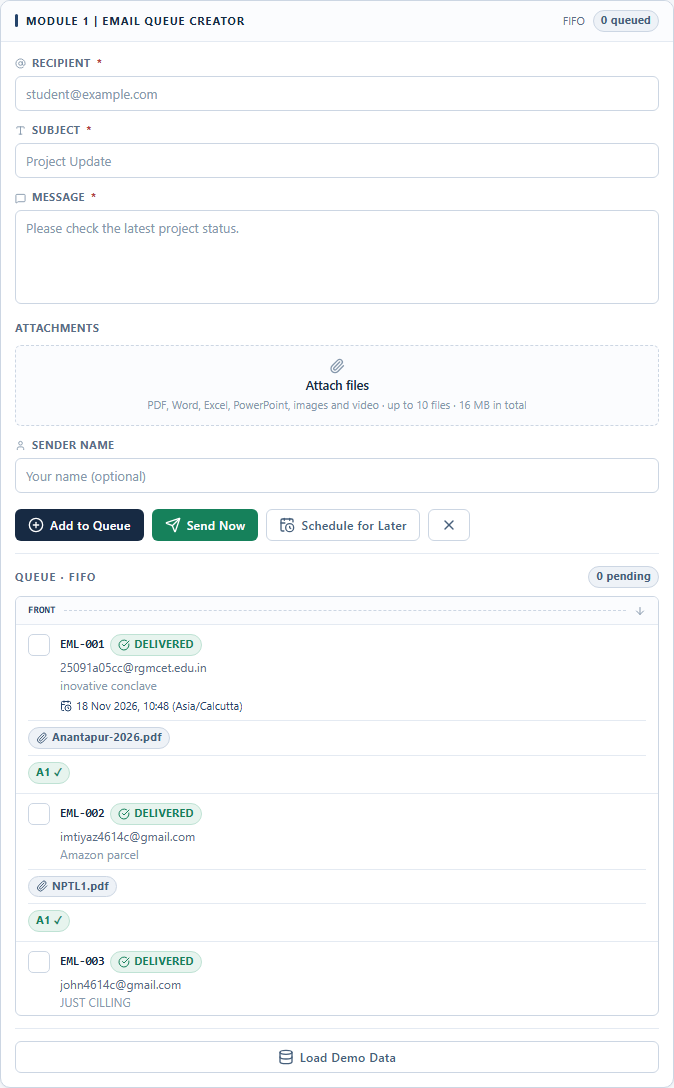 MODULE 1 | EMAIL QUEUE CREATOR FIFO 0 queued
RECIPIENT *
student@example.com
SUBJECT *
Project Update
MESSAGE *
Please check the latest project status.
ATTACHMENTS
Attach files
PDF, Word, Excel, PowerPoint, images and video · up to 10 files · 16 MB in total
SENDER NAME
Your name (optional)
Add to Queue Send Now Schedule for Later ✕
QUEUE · FIFO 0 pending
FRONT ↓
EML-001 DELIVERED
25091a05cc@rgmcet.edu.in
inovative conclave
18 Nov 2026, 10:48 (Asia/Calcutta)
Anantapur-2026.pdf
A1 ✓
EML-002 DELIVERED
imtiyaz4614c@gmail.com
Amazon parcel
NPTL1.pdf
A1 ✓
EML-003 DELIVERED
john4614c@gmail.com
JUST CILLING
Load Demo Data